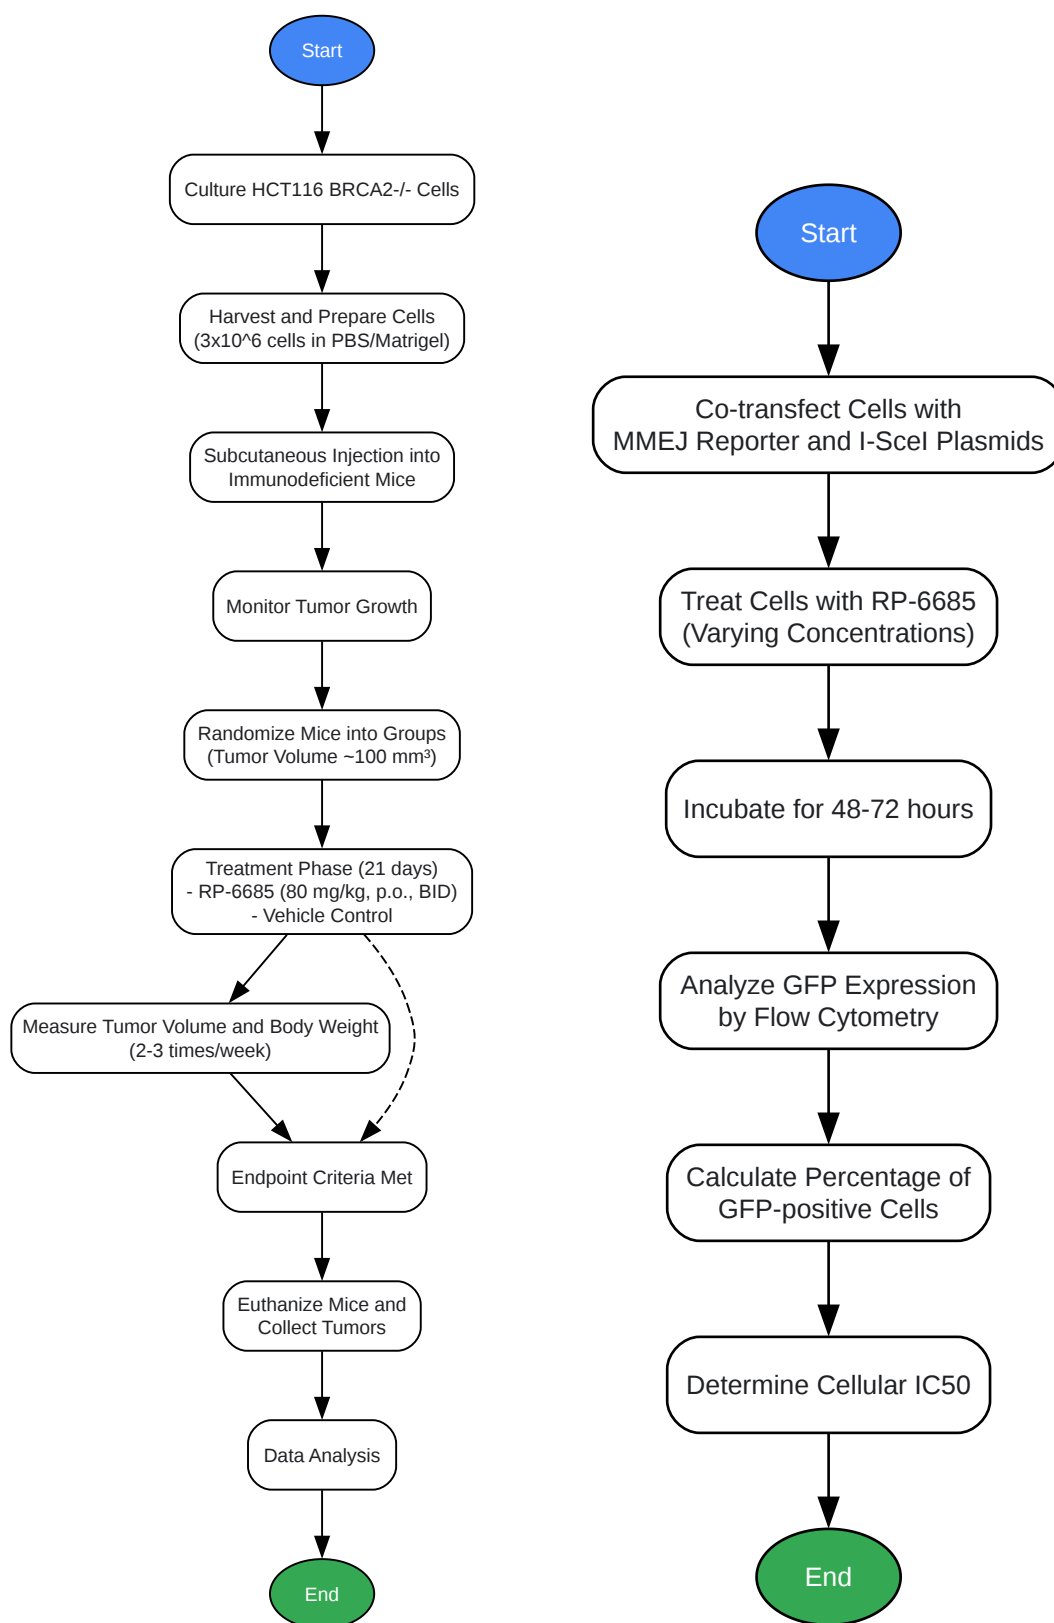 Start
Culture HCT116 BRCA2-/- Cells
Harvest and Prepare Cells
(3x10^6 cells in PBS/Matrigel)
Subcutaneous Injection into
Immunodeficient Mice
Monitor Tumor Growth
Randomize Mice into Groups
(Tumor Volume ~100 mm³)
Treatment Phase (21 days)
- RP-6685 (80 mg/kg, p.o., BID)
- Vehicle Control
Measure Tumor Volume and Body Weight
(2-3 times/week)
Endpoint Criteria Met
Euthanize Mice and
Collect Tumors
Data Analysis
End
Start
Co-transfect Cells with
MMEJ Reporter and I-SceI Plasmids
Treat Cells with RP-6685
(Varying Concentrations)
Incubate for 48-72 hours
Analyze GFP Expression
by Flow Cytometry
Calculate Percentage of
GFP-positive Cells
Determine Cellular IC50
End